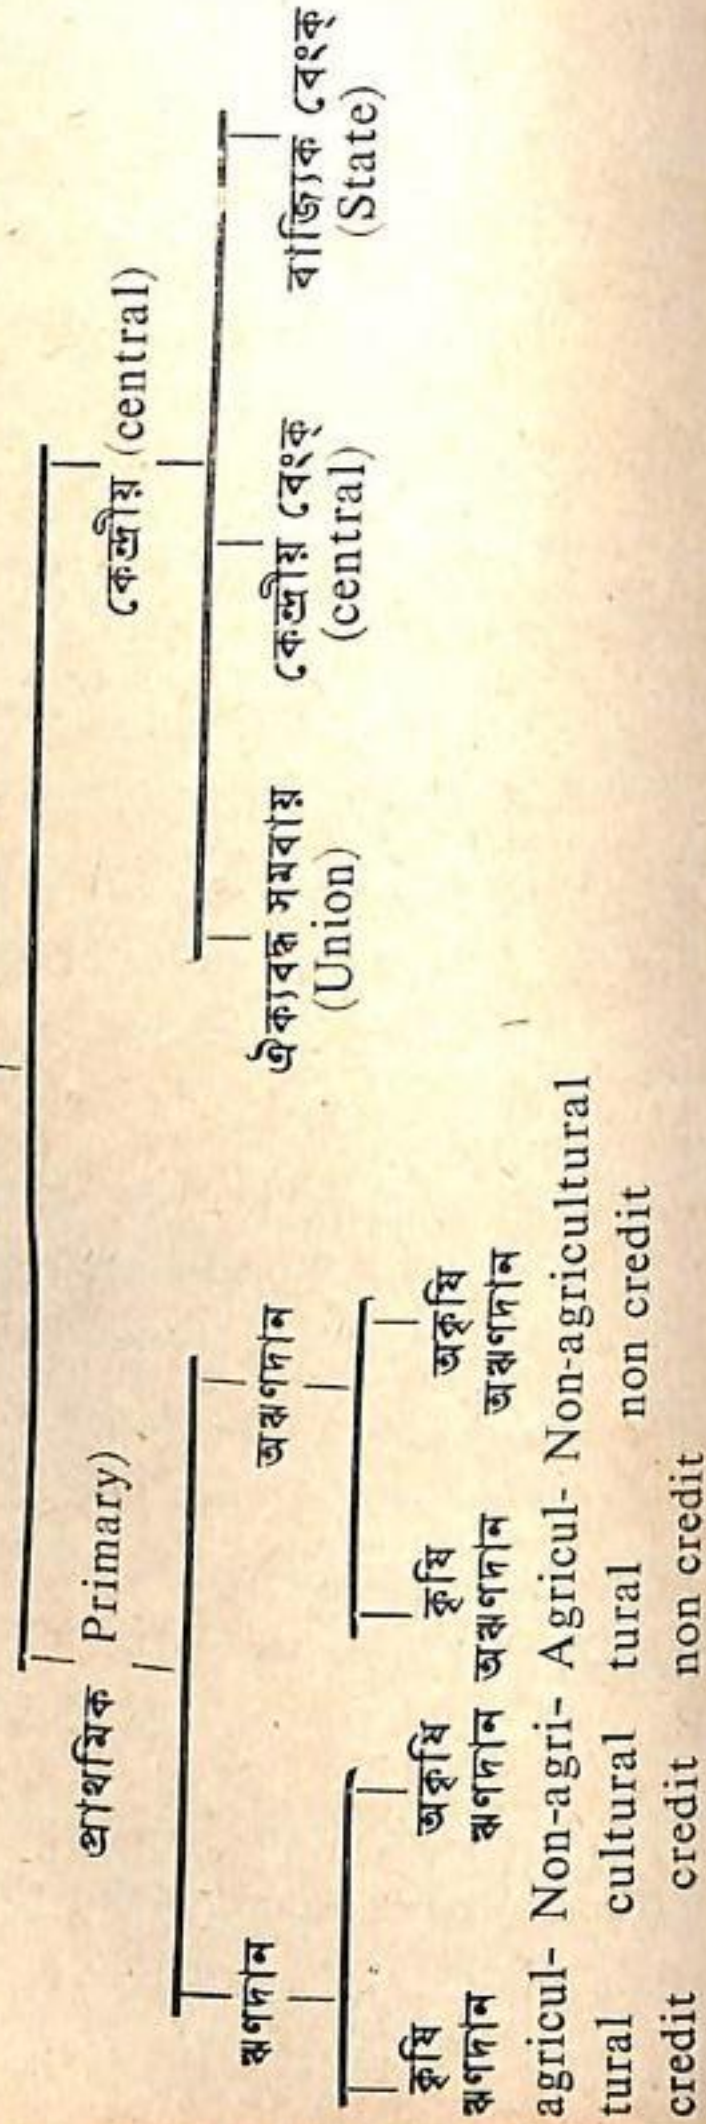 প্ৰাথমিক Primary)
কেন্দ্ৰীয় (central)
ঋণদান
অঋণদান
ঐক্যবদ্ধ সমবায়
(Union)
কেন্দ্ৰীয় বেংক্
(central)
ৰাজ্যিক বেংক্
(State)
কৃষি
ঋণদান
agricul-
tural
credit
অকৃষি
ঋণদান
Non-agri-
cultural
credit
কৃষি
অঋণদান
Agricul-
tural
non credit
অকৃষি
অঋণদান
Non-agricultural
non credit